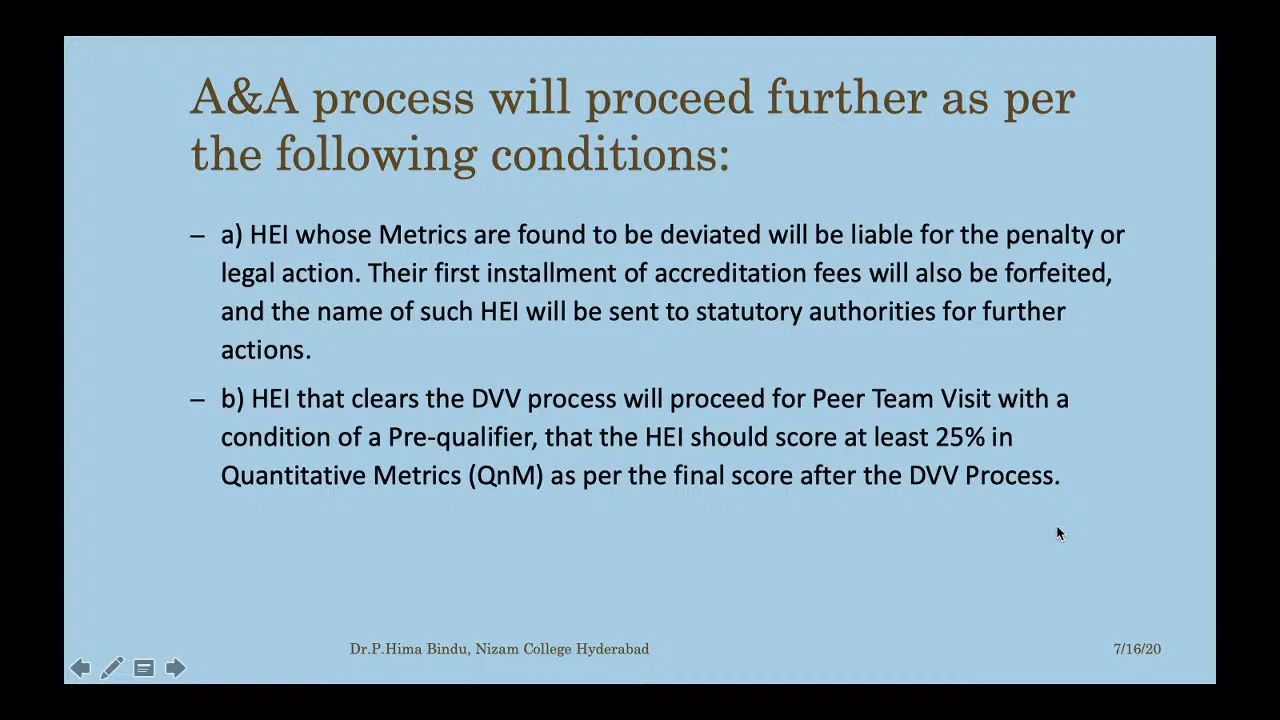 A&A process will proceed further as per
the following conditions:
– a) HEI whose Metrics are found to be deviated will be liable for the penalty or
legal action. Their first installment of accreditation fees will also be forfeited,
and the name of such HEI will be sent to statutory authorities for further
actions.
– b) HEI that clears the DVV process will proceed for Peer Team Visit with a
condition of a Pre-qualifier, that the HEI should score at least 25% in
Quantitative Metrics (QnM) as per the final score after the DVV Process.
Dr.P.Hima Bindu, Nizam College Hyderabad
7/16/20